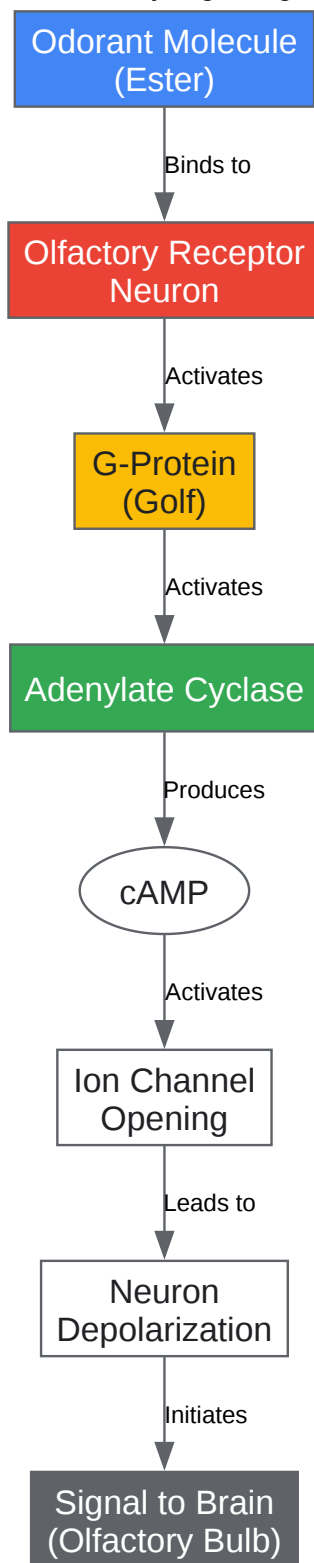 Odorant Molecule
(Ester)
Binds to
Olfactory Receptor
Neuron
Activates
G-Protein
(Golf)
Activates
Adenylate Cyclase
Produces
cAMP
Activates
Ion Channel
Opening
Leads to
Neuron
Depolarization
Initiates
Signal to Brain
(Olfactory Bulb)